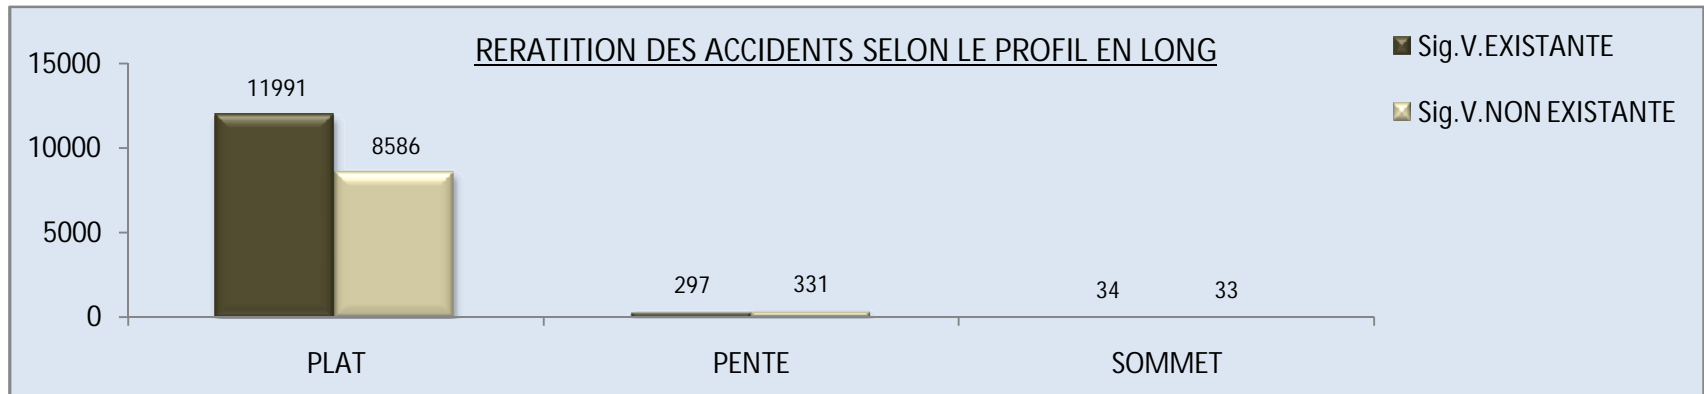 RERATITION DES ACCIDENTS SELON LE PROFIL EN LONG
Sig.V.EXISTANTE
Sig.V.NON EXISTANTE
15000
10000
5000
0
11991
8586
297
331
34
33
PLAT
PENTE
SOMMET